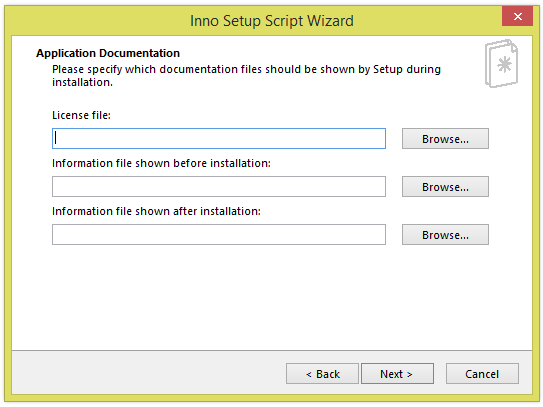 Inno Setup Script Wizard
Application Documentation
Please specify which documentation files should be shown by Setup during
installation.
License file:
Browse...
Information file shown before installation:
Browse...
Information file shown after installation:
Browse...
< Back
Next >
Cancel